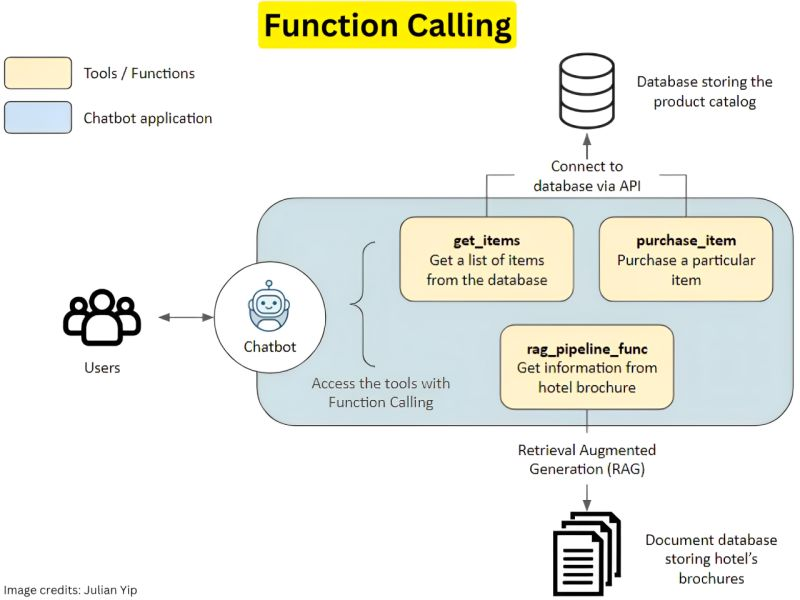 Function Calling
Tools / Functions
Chatbot application
Database storing the
product catalog
Connect to
database via API
get_items
Get a list of items
from the database
purchase_item
Purchase a particular
item
Chatbot
Users
Access the tools with
Function Calling
rag_pipeline_func
Get information from
hotel brochure
Retrieval Augmented
Generation (RAG)
Document database
storing hotel's
brochures
Image credits: Julian Yip